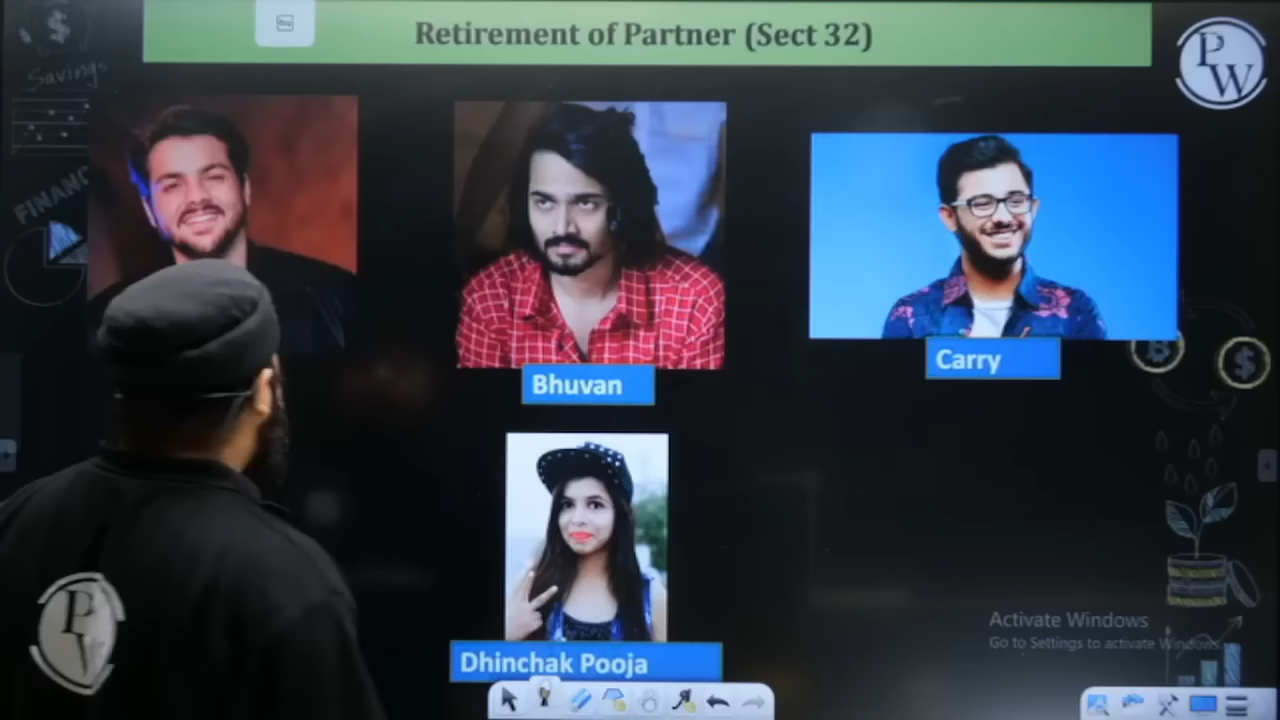 Retirement of Partner (Sect 32)
P
W
Savings
FINANC
Bhuvan
Carry
Dhinchak Pooja
Activate Windows
Go to Settings to activate Windows.
P